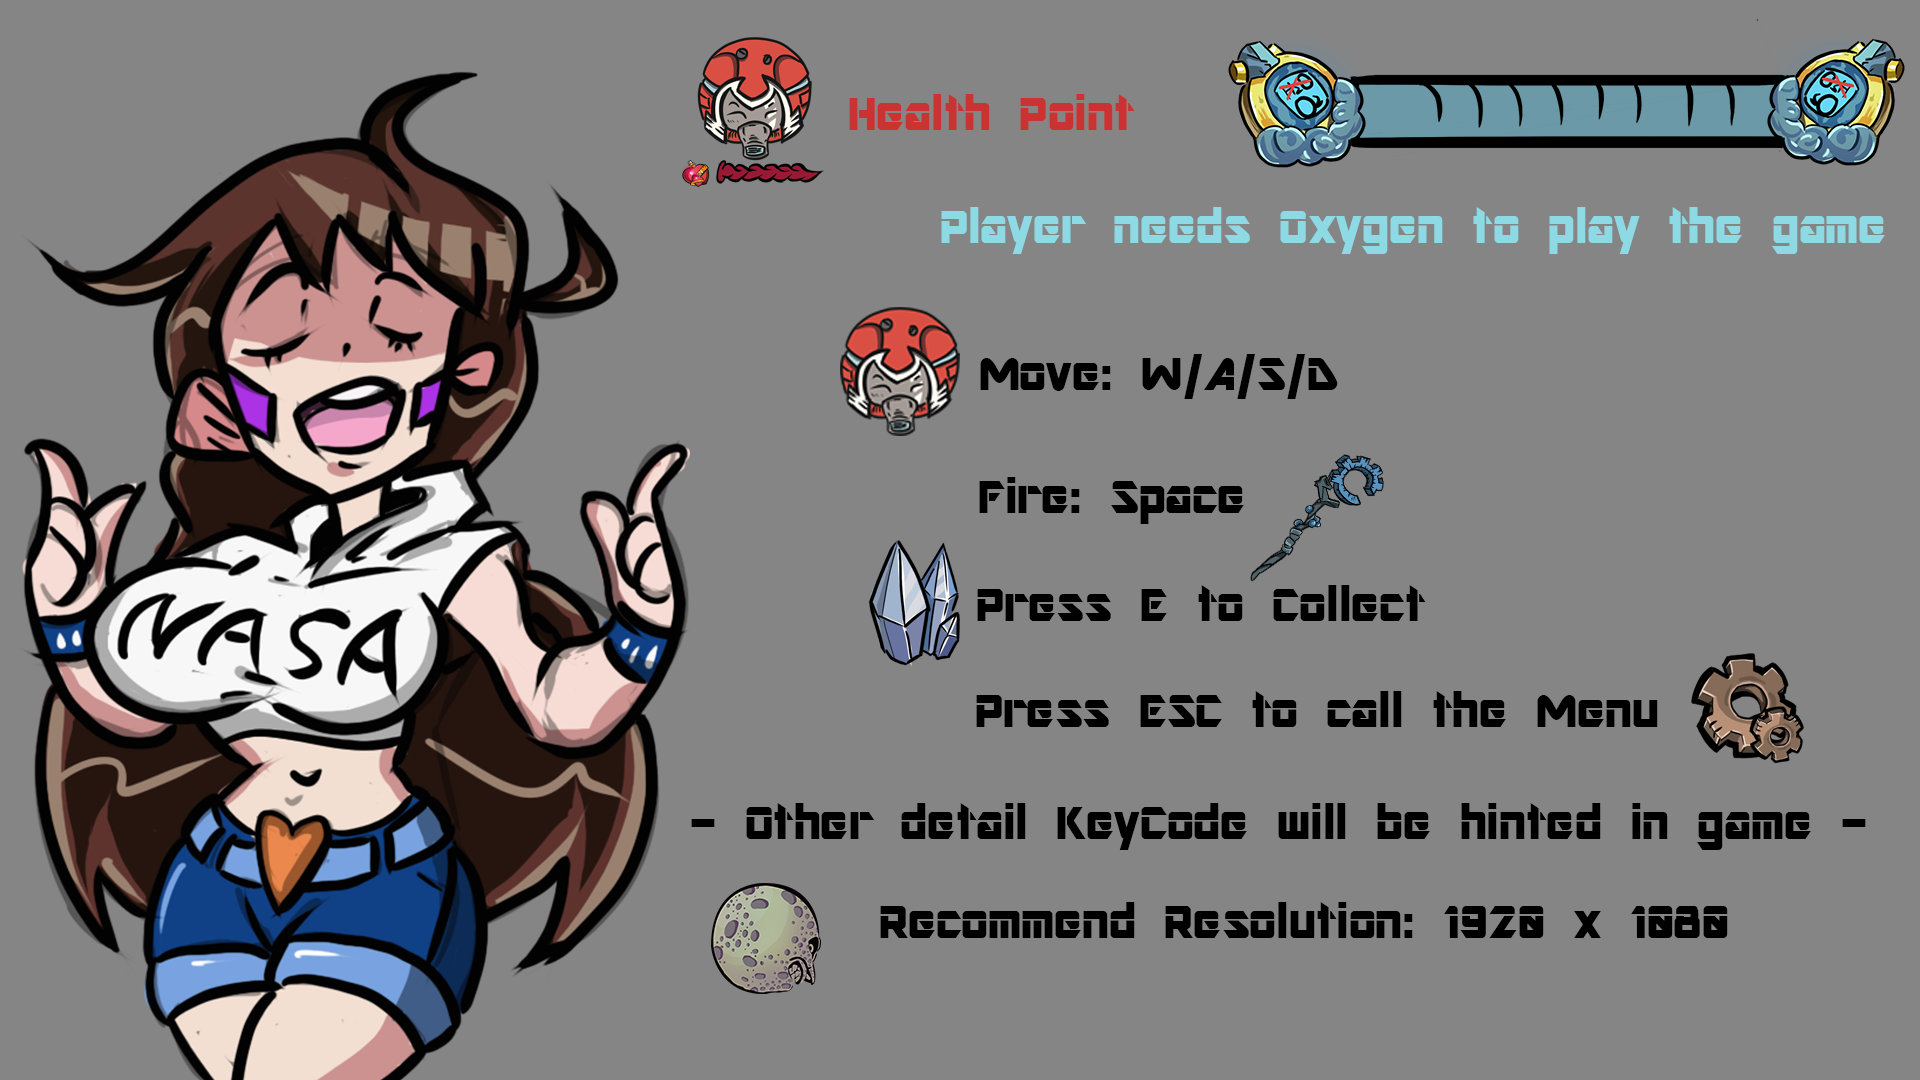 Health Point
Player needs Oxygen to play the game
Move: W/A/S/D
Fire: Space
NASA
Press E to Collect
Press ESC to call the Menu
- Other detail KeyCode will be hinted in game -
Recommend Resolution: 1920 x 1080